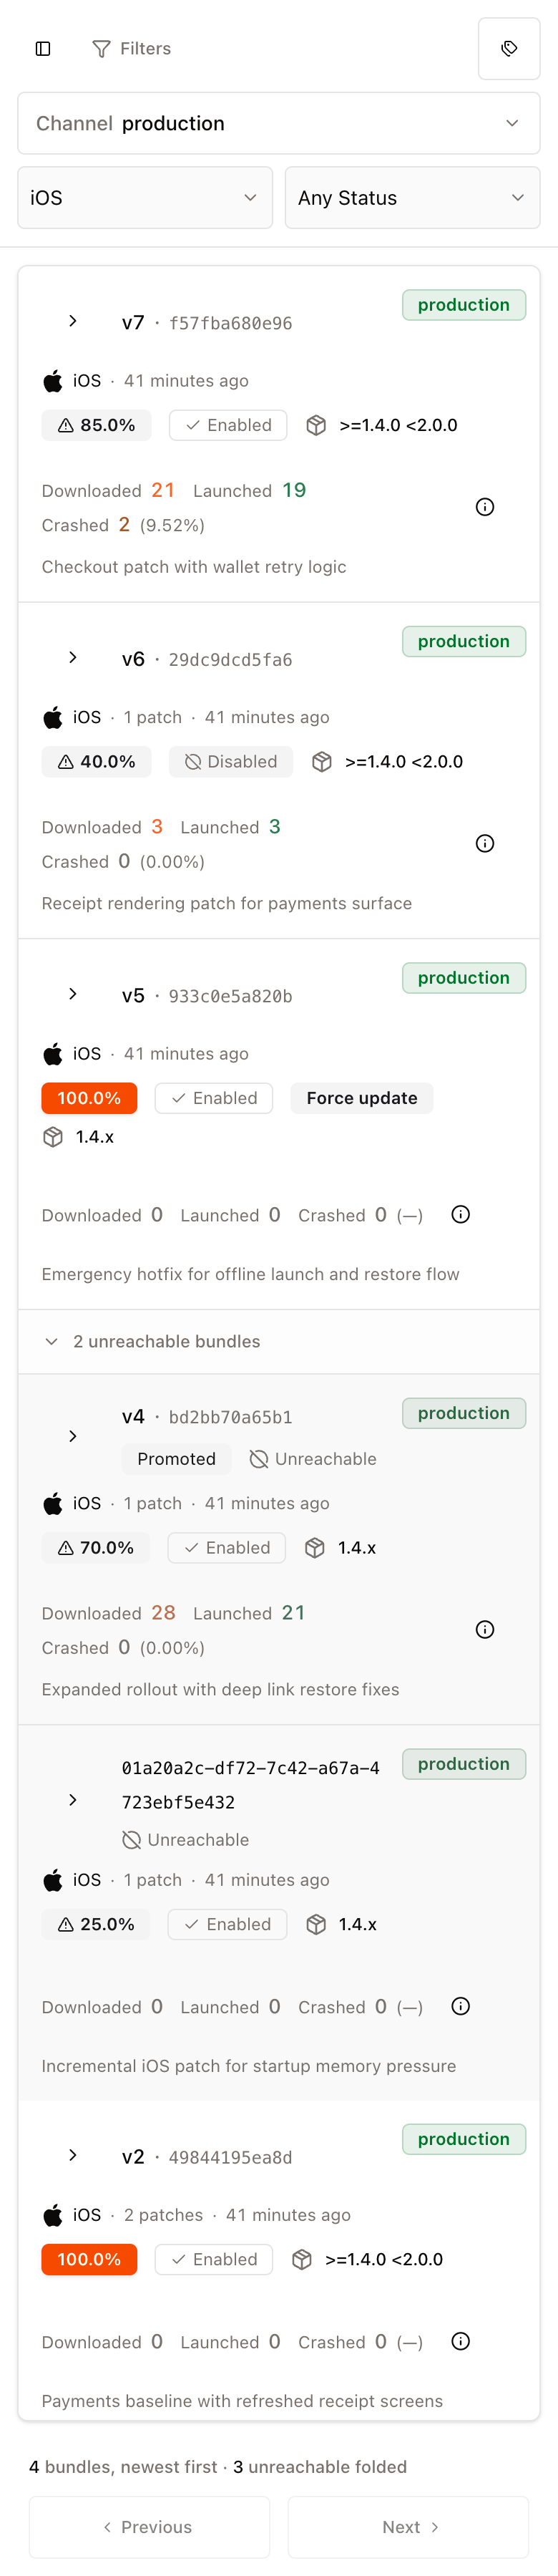 Filters
Channel production
iOS
Any Status
production
v7 · f57fba680e96
iOS · 41 minutes ago
85.0% Enabled >=1.4.0 <2.0.0
Downloaded 21 Launched 19
Crashed 2 (9.52%)
Checkout patch with wallet retry logic
production
v6 · 29dc9dcd5fa6
iOS · 1 patch · 41 minutes ago
40.0% Disabled >=1.4.0 <2.0.0
Downloaded 3 Launched 3
Crashed 0 (0.00%)
Receipt rendering patch for payments surface
production
v5 · 933c0e5a820b
iOS · 41 minutes ago
100.0% Enabled Force update
1.4.x
Downloaded 0 Launched 0 Crashed 0 (—)
Emergency hotfix for offline launch and restore flow
2 unreachable bundles
production
v4 · bd2bb70a65b1
Promoted Unreachable
iOS · 1 patch · 41 minutes ago
70.0% Enabled 1.4.x
Downloaded 28 Launched 21
Crashed 0 (0.00%)
Expanded rollout with deep link restore fixes
production
01a20a2c-df72-7c42-a67a-4
723ebf5e432
Unreachable
iOS · 1 patch · 41 minutes ago
25.0% Enabled 1.4.x
Downloaded 0 Launched 0 Crashed 0 (—)
Incremental iOS patch for startup memory pressure
production
v2 · 49844195ea8d
iOS · 2 patches · 41 minutes ago
100.0% Enabled >=1.4.0 <2.0.0
Downloaded 0 Launched 0 Crashed 0 (—)
Payments baseline with refreshed receipt screens
4 bundles, newest first · 3 unreachable folded
Previous
Next